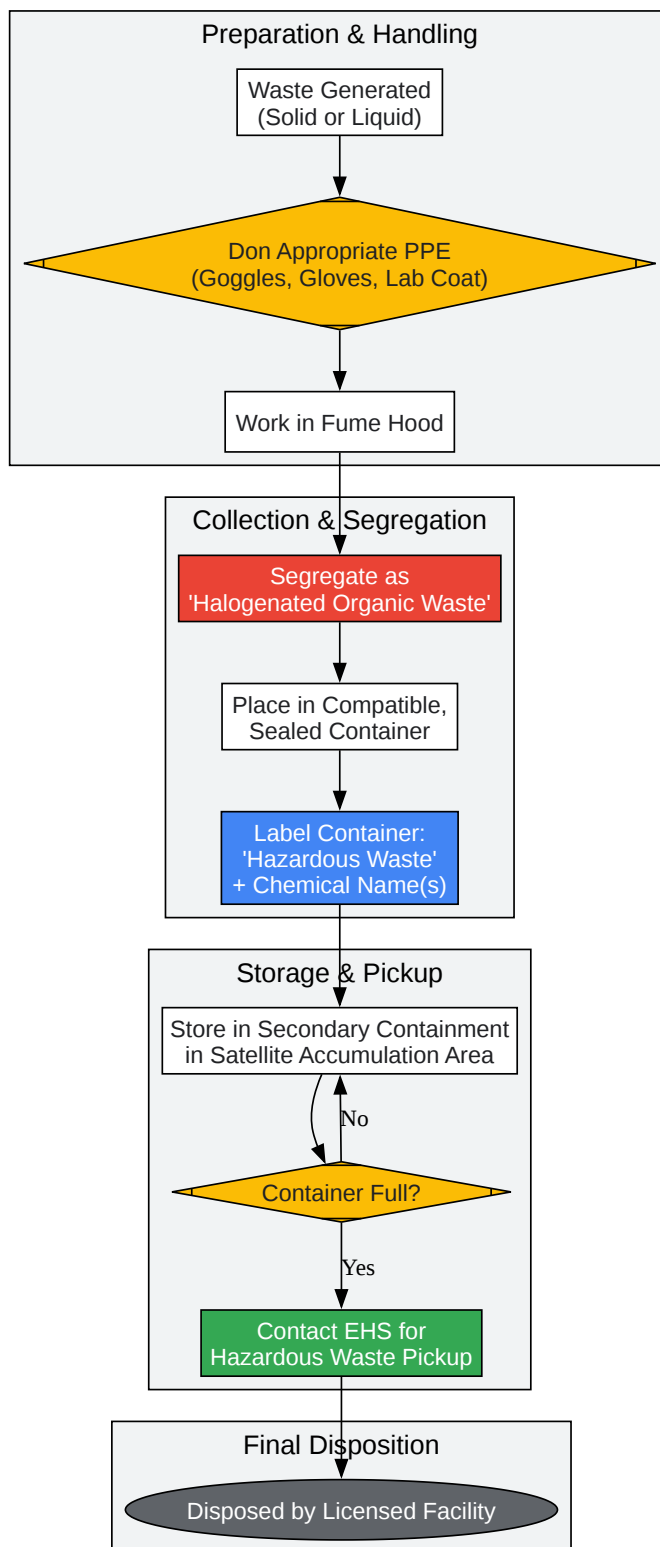 Preparation & Handling
Waste Generated
(Solid or Liquid)
Don Appropriate PPE
(Goggles, Gloves, Lab Coat)
Work in Fume Hood
Collection & Segregation
Segregate as
'Halogenated Organic Waste'
Place in Compatible,
Sealed Container
Label Container:
'Hazardous Waste'
+ Chemical Name(s)
Storage & Pickup
Store in Secondary Containment
in Satellite Accumulation Area
No
Container Full?
Yes
Contact EHS for
Hazardous Waste Pickup
Final Disposition
Disposed by Licensed Facility